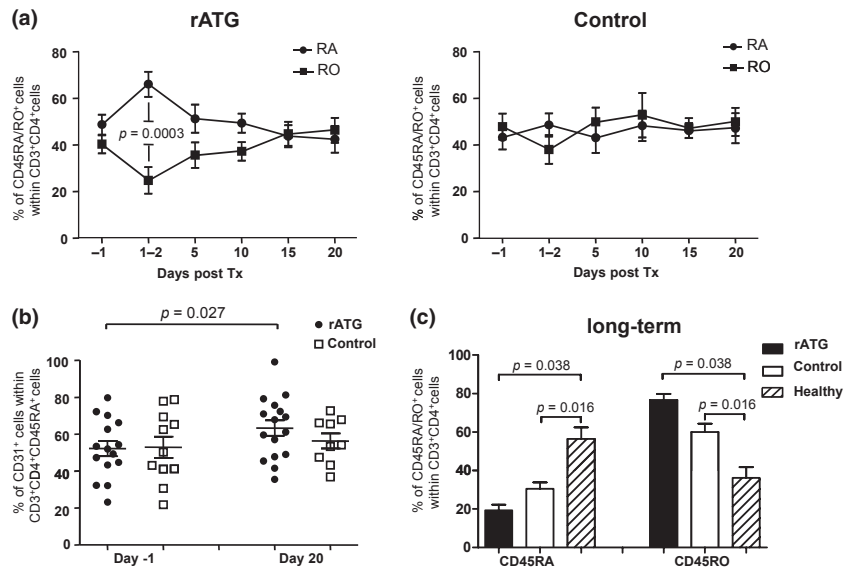 (a)
rATG
Control
% of CD45RA/RO⁺ cells
within CD3⁺CD4⁺cells
80
60
40
20
0
RA
RO
p = 0.0003
–1
1–2
5
10
15
20
Days post Tx
% of CD45RA/RO⁺ cells
within CD3⁺CD4⁺cells
80
60
40
20
0
RA
RO
–1
1–2
5
10
15
20
Days post Tx
(b)
p = 0.027
rATG
Control
% of CD31⁺ cells within
CD3⁺CD4⁺CD45RA⁺cells
100
80
60
40
20
0
Day -1
Day 20
(c)
long-term
rATG
Control
Healthy
% of CD45RA/RO⁺cells
within CD3⁺CD4⁺cells
100
80
60
40
20
0
p = 0.038
p = 0.016
p = 0.038
p = 0.016
CD45RA
CD45RO